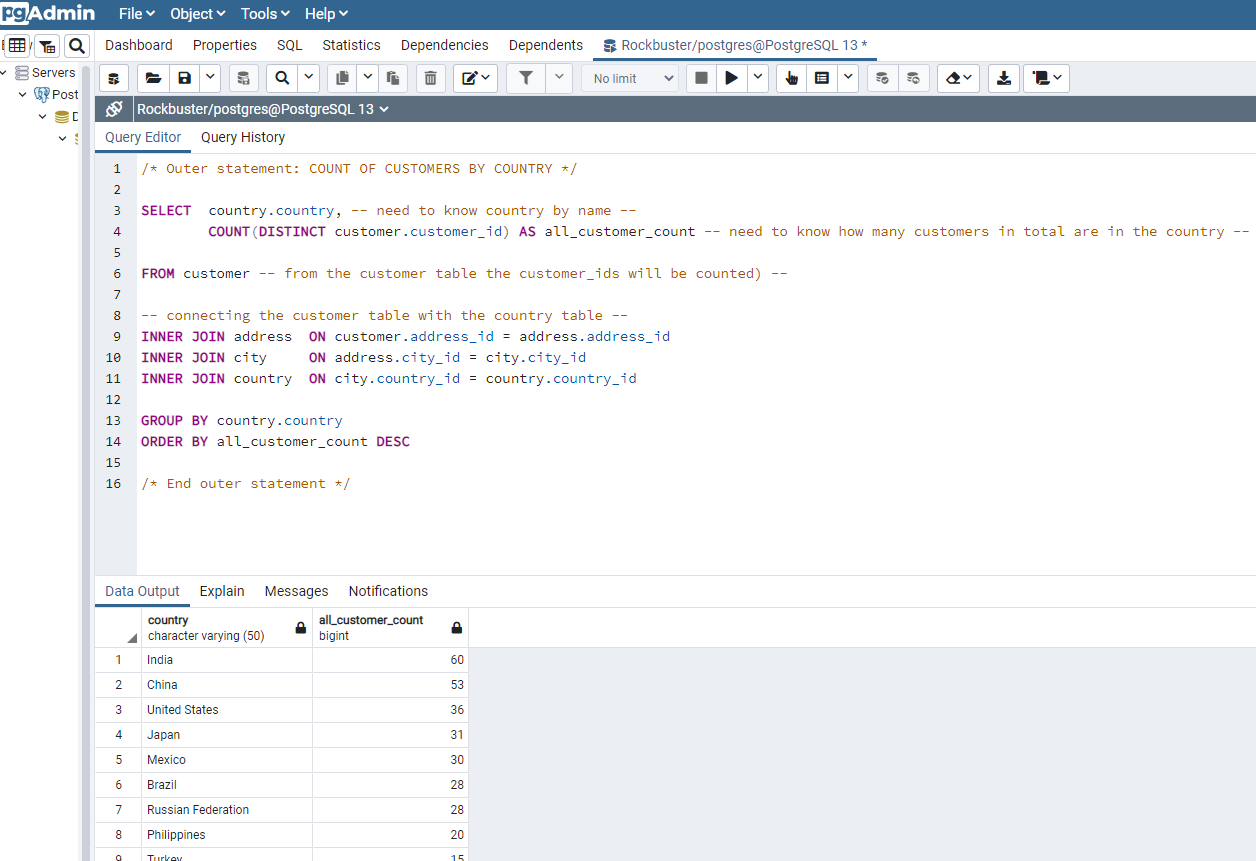 pgAdmin File Object Tools Help
Dashboard Properties SQL Statistics Dependencies Dependents Rockbuster/postgres@PostgreSQL 13 *
Servers
Post
D
No limit
Rockbuster/postgres@PostgreSQL 13
Query Editor Query History
1 /* Outer statement: COUNT OF CUSTOMERS BY COUNTRY */
2
3 SELECT country.country, -- need to know country by name --
4 COUNT(DISTINCT customer.customer_id) AS all_customer_count -- need to know how many customers in total are in the country --
5
6 FROM customer -- from the customer table the customer_ids will be counted) --
7
8 -- connecting the customer table with the country table --
9 INNER JOIN address ON customer.address_id = address.address_id
10 INNER JOIN city ON address.city_id = city.city_id
11 INNER JOIN country ON city.country_id = country.country_id
12
13 GROUP BY country.country
14 ORDER BY all_customer_count DESC
15
16 /* End outer statement */
Data Output Explain Messages Notifications
country all_customer_count
character varying (50) bigint
1 India 60
2 China 53
3 United States 36
4 Japan 31
5 Mexico 30
6 Brazil 28
7 Russian Federation 28
8 Philippines 20
9 Turkey 15